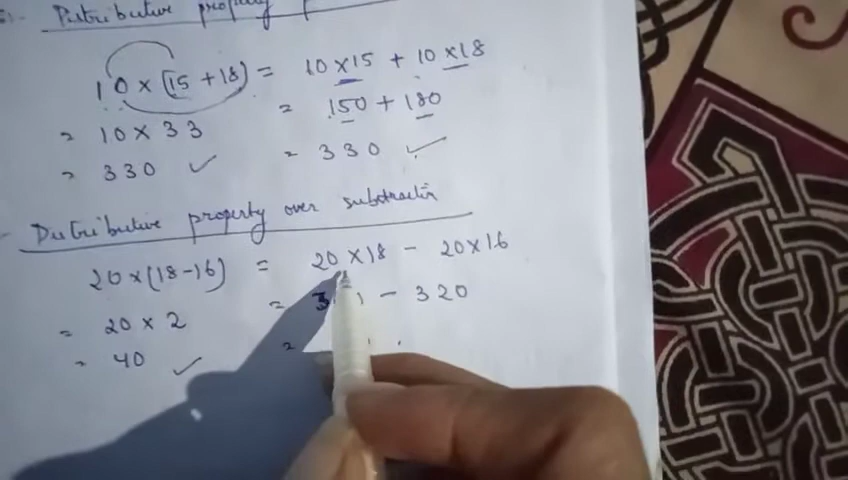 Distributive property
10 × (15 + 18) = 10 × 15 + 10 × 18
= 10 × 33 = 150 + 180
= 330 ✓ = 330 ✓
Distributive property over substraction
20 × (18 - 16) = 20 × 18 - 20 × 16
= 20 × 2 = - 320
= 40 ✓ =